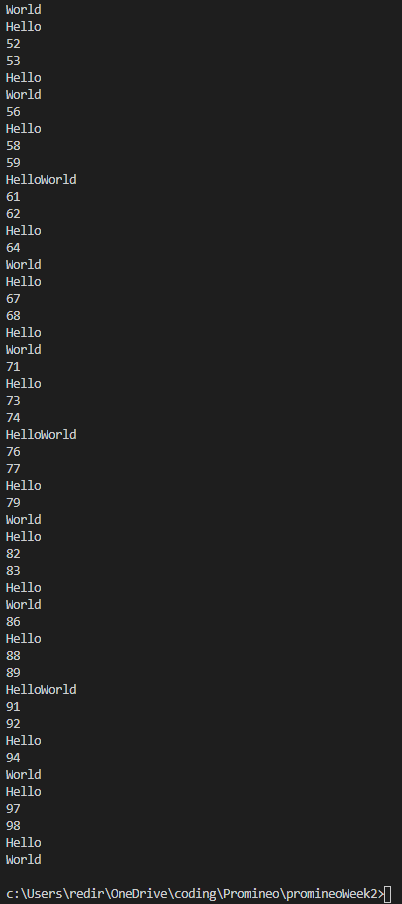 World
Hello
52
53
Hello
World
56
Hello
58
59
HelloWorld
61
62
Hello
64
World
Hello
67
68
Hello
World
71
Hello
73
74
HelloWorld
76
77
Hello
79
World
Hello
82
83
Hello
World
86
Hello
88
89
HelloWorld
91
92
Hello
94
World
Hello
97
98
Hello
World
c:\Users\redir\OneDrive\coding\Promineo\promineoWeek2>